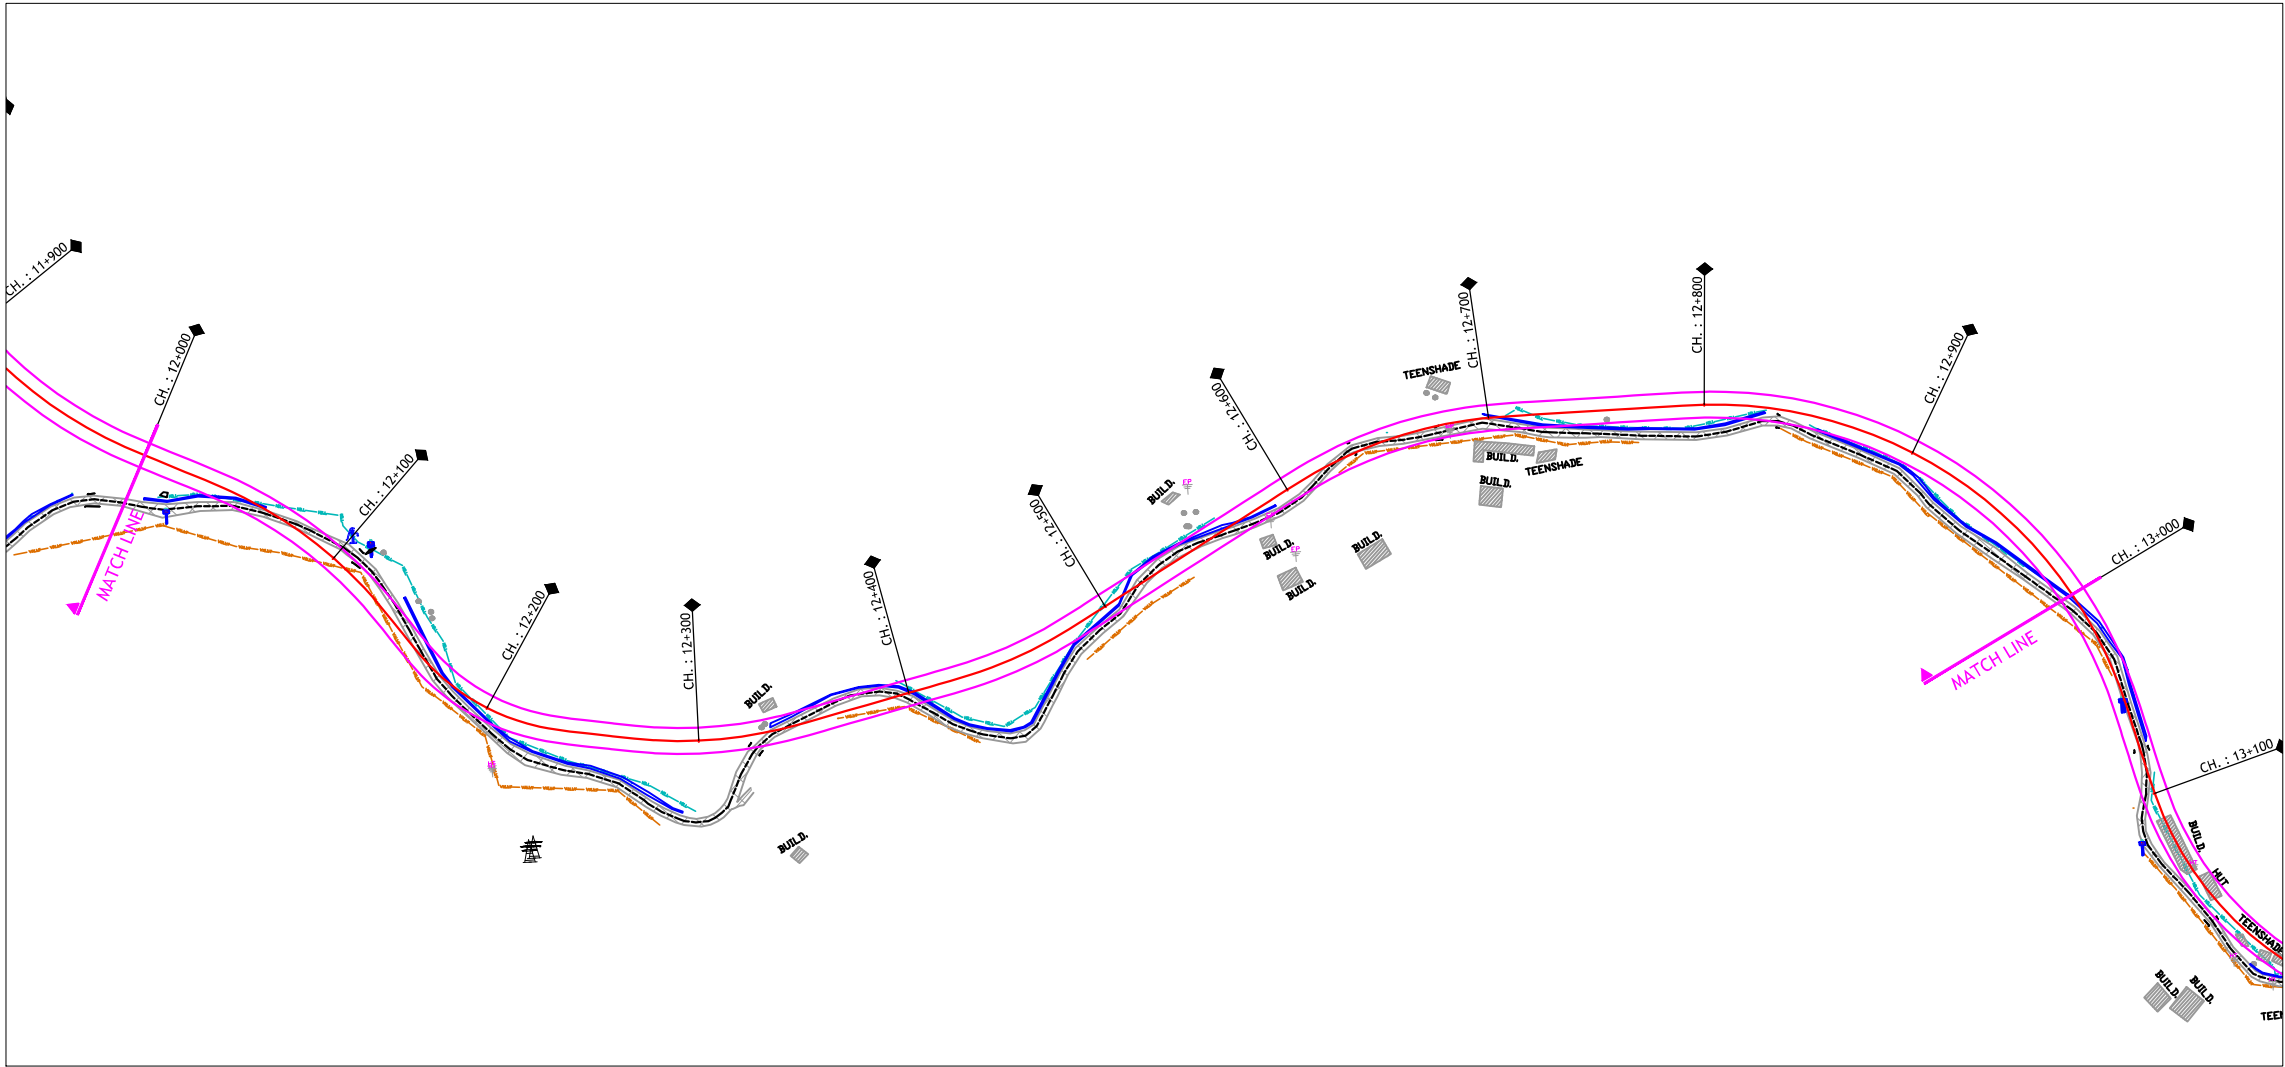 CH. : 11+900
CH. : 12+000
MATCH LINE
CH. : 12+100
CH. : 12+200
CH. : 12+300
BUILD.
BUILD.
CH. : 12+400
CH. : 12+500
BUILD.
EP
CH. : 12+600
BUILD.
EP
BUILD.
BUILD.
TEENSHADE
CH. : 12+700
BUILD.
TEENSHADE
BUILD.
CH. : 12+800
CH. : 12+900
CH. : 13+000
MATCH LINE
CH. : 13+100
BUILD.
HUT
TEENSHADE
BUILD.
BUILD.